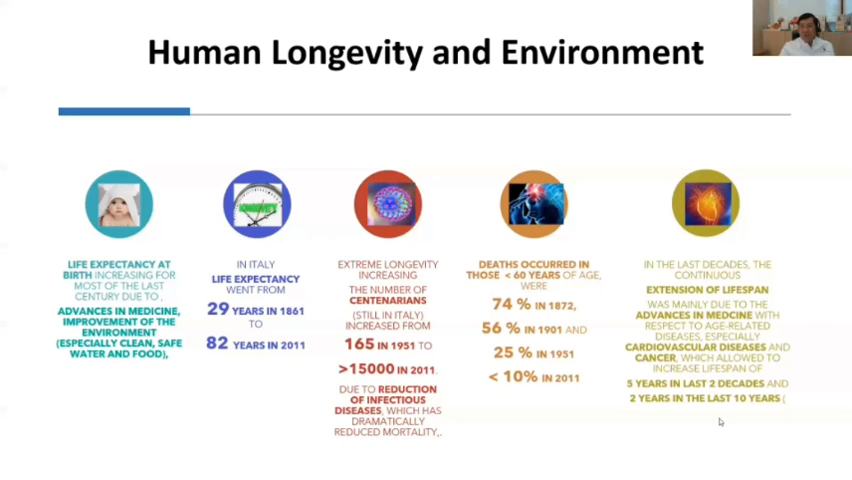 Human Longevity and Environment
LONGEVITY
LIFE EXPECTANCY AT
BIRTH INCREASING FOR
MOST OF THE LAST
CENTURY DUE TO ,
ADVANCES IN MEDICINE,
IMPROVEMENT OF THE
ENVIRONMENT
(ESPECIALLY CLEAN, SAFE
WATER AND FOOD),
IN ITALY
LIFE EXPECTANCY
WENT FROM
29 YEARS IN 1861
TO
82 YEARS IN 2011
EXTREME LONGEVITY
INCREASING
THE NUMBER OF
CENTENARIANS
(STILL IN ITALY)
INCREASED FROM
165 IN 1951 TO
>15000 IN 2011.
DUE TO REDUCTION
OF INFECTIOUS
DISEASES, WHICH HAS
DRAMATICALLY
REDUCED MORTALITY,.
DEATHS OCCURRED IN
THOSE < 60 YEARS OF AGE,
WERE
74 % IN 1872,
56 % IN 1901 AND
25 % IN 1951
< 10% IN 2011
IN THE LAST DECADES, THE
CONTINUOUS
EXTENSION OF LIFESPAN
WAS MAINLY DUE TO THE
ADVANCES IN MEDCINE WITH
RESPECT TO AGE-RELATED
DISEASES, ESPECIALLY
CARDIOVASCULAR DISEASES AND
CANCER, WHICH ALLOWED TO
INCREASE LIFESPAN OF
5 YEARS IN LAST 2 DECADES AND
2 YEARS IN THE LAST 10 YEARS (